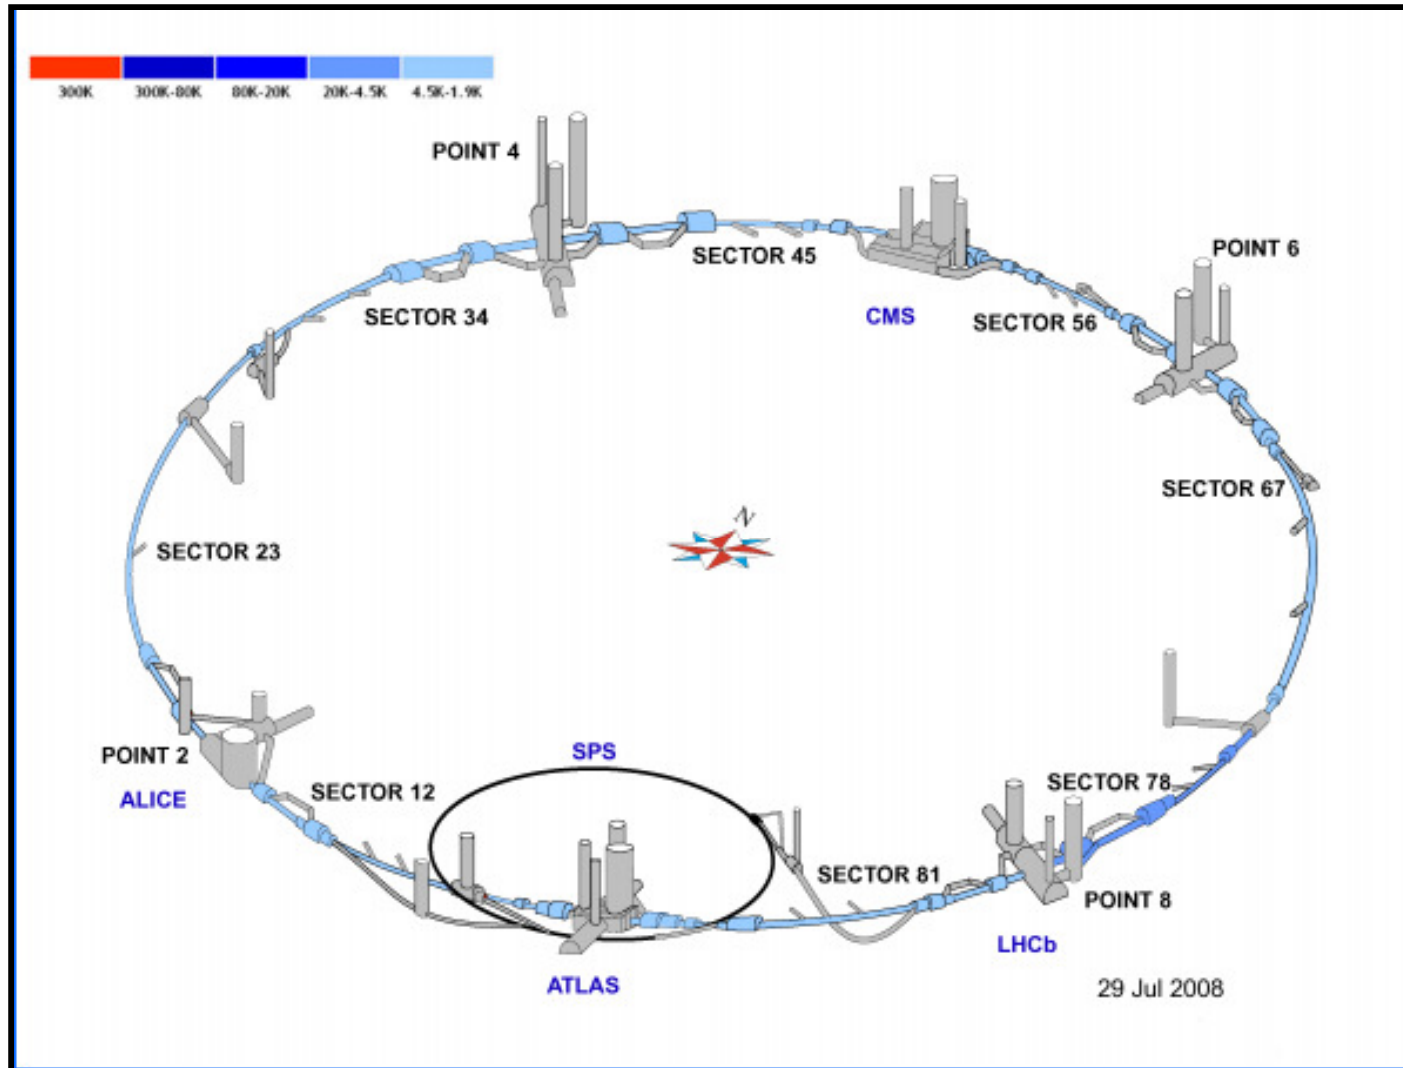 300K 300K-80K 80K-20K 20K-4.5K 4.5K-1.9K
POINT 4
SECTOR 45
POINT 6
SECTOR 34
CMS
SECTOR 56
SECTOR 67
N
SECTOR 23
POINT 2
ALICE
SPS
SECTOR 12
SECTOR 78
SECTOR 81
POINT 8
LHCb
ATLAS
29 Jul 2008